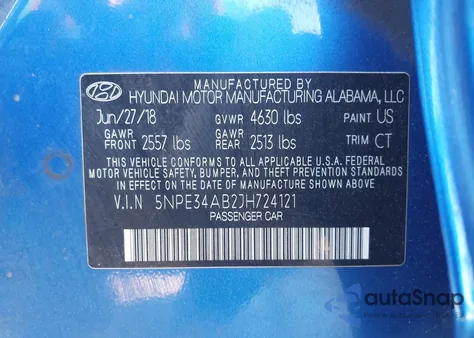 MANUFACTURED BY
HYUNDAI MOTOR MANUFACTURING ALABAMA, LLC
Jun/27/18 GVWR 4630 lbs PAINT US
GAWR FRONT 2557 lbs GAWR REAR 2513 lbs TRIM CT
THIS VEHICLE CONFORMS TO ALL APPLICABLE U.S.A. FEDERAL
MOTOR VEHICLE SAFETY, BUMPER, AND THEFT PREVENTION
STANDARDS IN EFFECT ON THE DATE OF MANUFACTURE SHOWN ABOVE.
V.I.N 5NPE34AB2JH724121
PASSENGER CAR
autoSnap